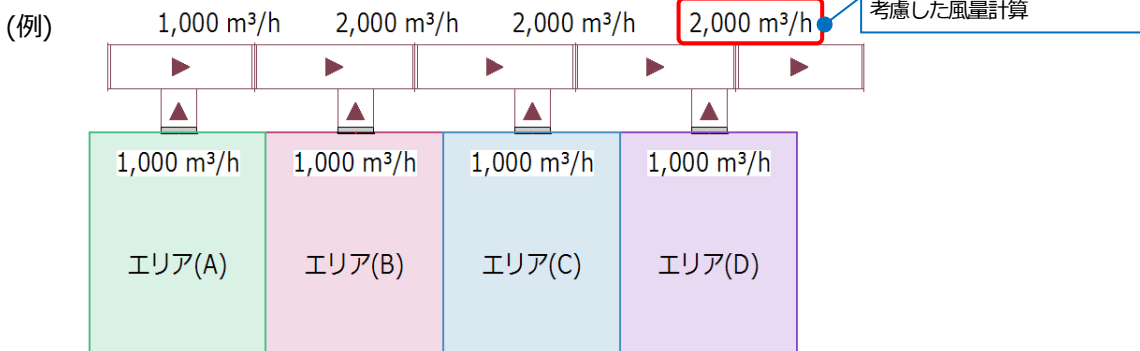 考慮した風量計算
(例)
1,000 m³/h 2,000 m³/h 2,000 m³/h 2,000 m³/h
1,000 m³/h 1,000 m³/h 1,000 m³/h 1,000 m³/h
エリア(A) エリア(B) エリア(C) エリア(D)